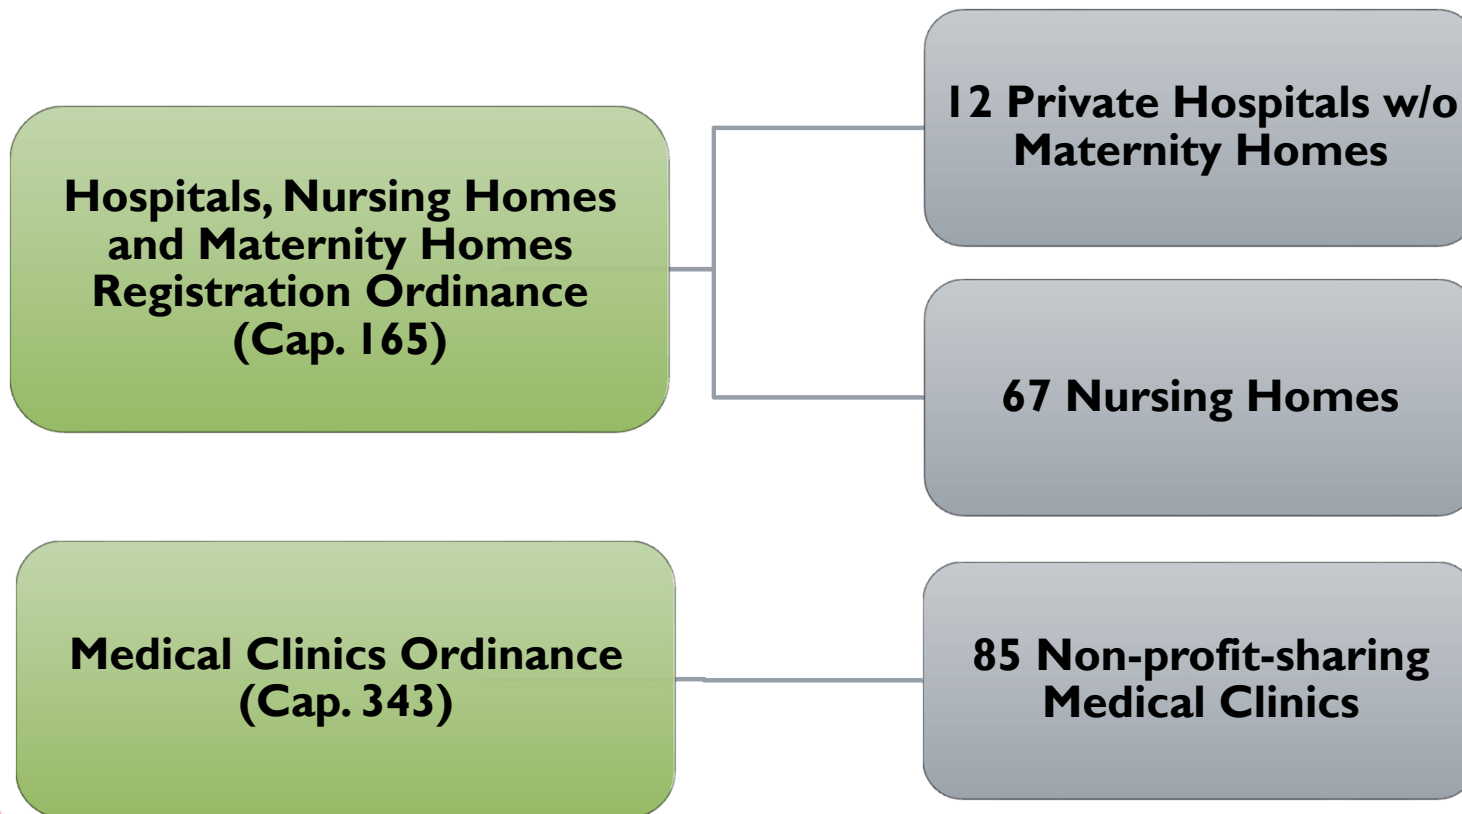 Hospitals, Nursing Homes
and Maternity Homes
Registration Ordinance
(Cap. 165)
12 Private Hospitals w/o
Maternity Homes
67 Nursing Homes
Medical Clinics Ordinance
(Cap. 343)
85 Non-profit-sharing
Medical Clinics